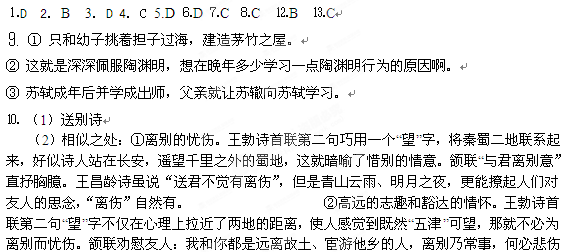 1.D 2. B 3. D 4. C 5.D 6.D 7.C 8.C 12.B 13.C
9. ① 只和幼子挑着担子过海，建造茅竹之屋。
② 这就是深深佩服陶渊明，想在晚年多少学习一点陶渊明行为的原因啊。
③ 苏轼成年后并学成出师，父亲就让苏辙向苏轼学习。
10. （1）送别诗
（2）相似之处：①离别的忧伤。王勃诗首联第二句巧用一个“望”字，将秦蜀二地联系起
来，好似诗人站在长安，遥望千里之外的蜀地，这就暗喻了惜别的情意。颔联“与君离别意”
直抒胸臆。王昌龄诗虽说“送君不觉有离伤”，但是青山云雨、明月之夜，更能撩起人们对
友人的思念，“离伤”自然有。 ②高远的志趣和豁达的情怀。王勃诗首
联第二句“望”字不仅在心理上拉近了两地的距离，使人感觉到既然“五津”可望，那就不必为
离别而忧伤。颔联劝慰友人：我和你都是远离故土、宦游他乡的人，离别乃常事，何必悲伤